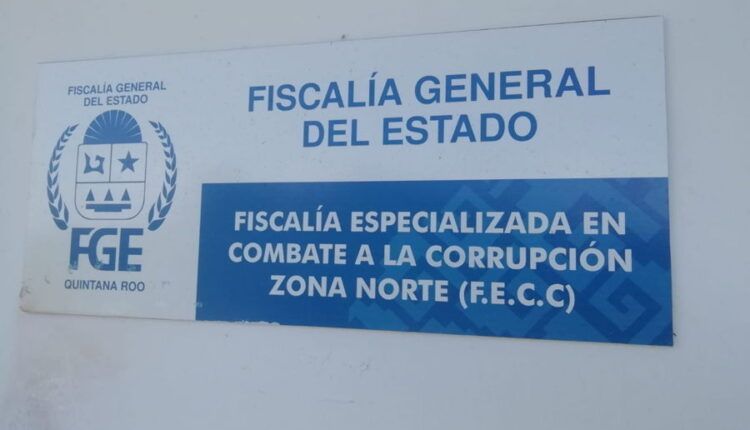 FISCALÍA GENERAL
DEL ESTADO
FGE
QUINTANA ROO
FISCALÍA GENERAL
DEL ESTADO
FISCALÍA ESPECIALIZADA EN
COMBATE A LA CORRUPCIÓN
ZONA NORTE (F.E.C.C)